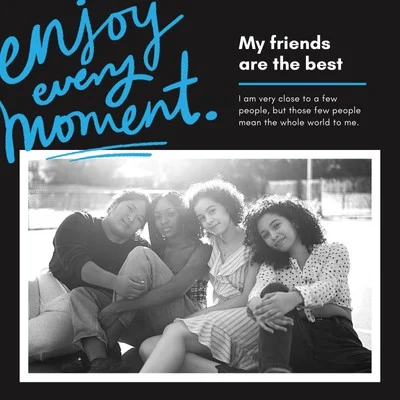 enjoy
every
moment.
My friends
are the best
I am very close to a few
people, but those few people
mean the whole world to me.